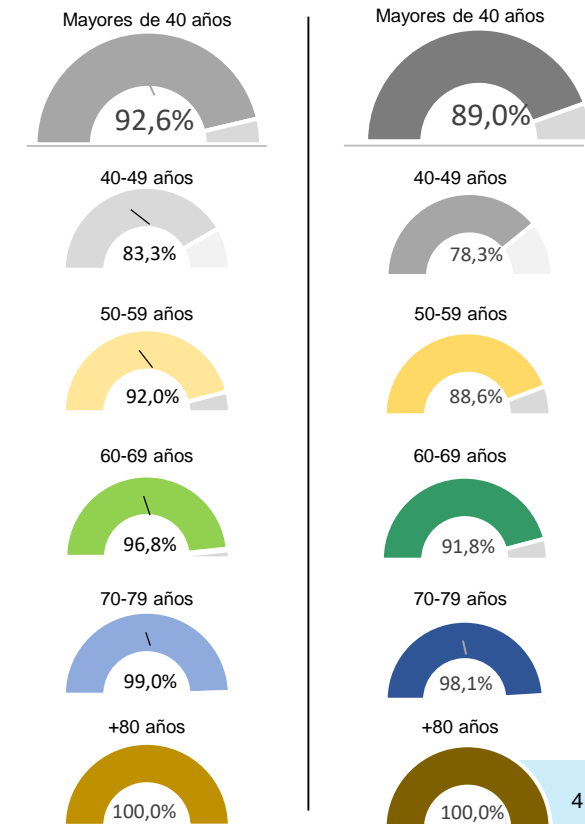 Mayores de 40 años
92,6%
40-49 años
83,3%
50-59 años
92,0%
60-69 años
96,8%
70-79 años
99,0%
+80 años
100,0%
Mayores de 40 años
89,0%
40-49 años
78,3%
50-59 años
88,6%
60-69 años
91,8%
70-79 años
98,1%
+80 años
100,0%
4